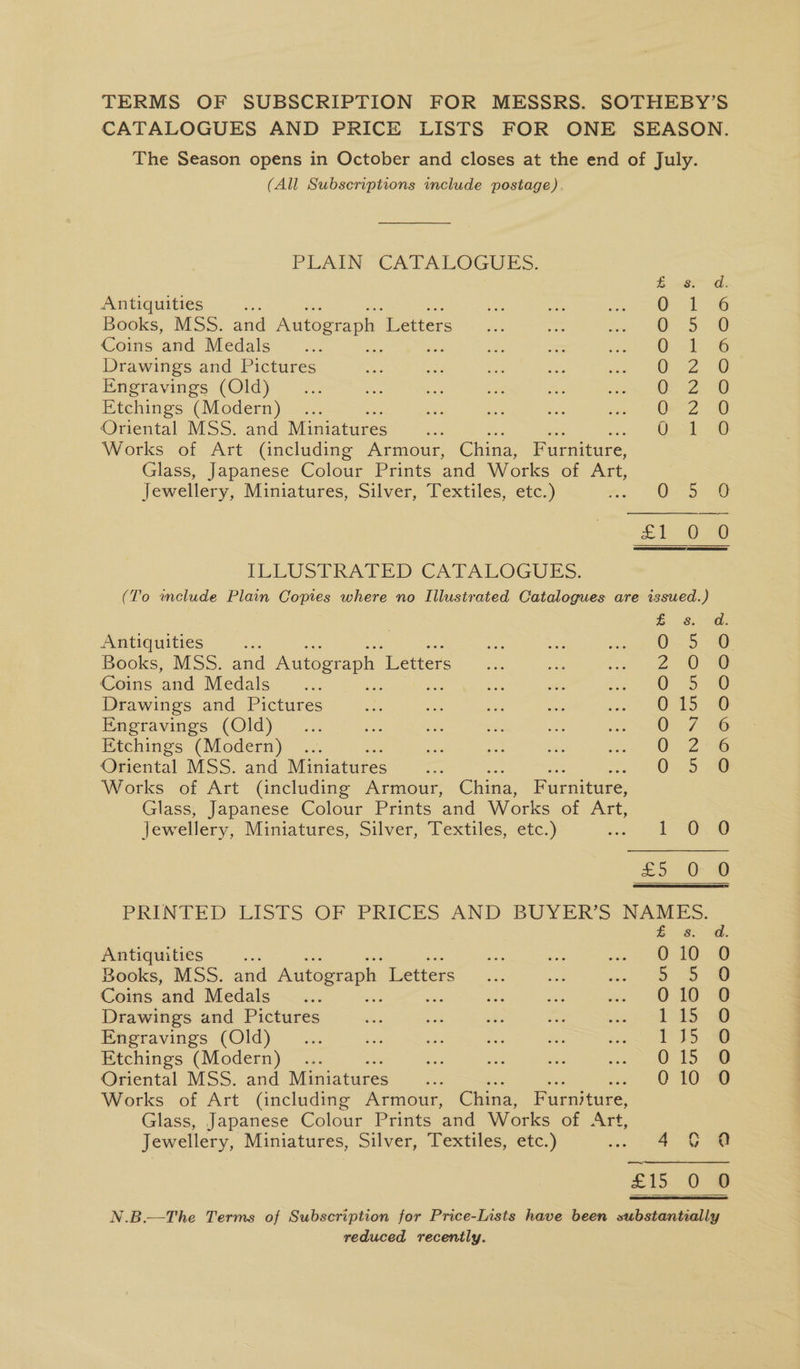 TERMS OF SUBSCRIPTION FOR MESSRS. SOTHEBY'S
CATALOGUES AND PRICE LISTS FOR ONE SEASON.
The Season opens in October and closes at the end of July.
(All Subscriptions include postage).
PLAIN CATALOGUES.
£ s. d.
Antiquities ... ... ... ... ... ... ... 0 1 6
Books, MSS. and Autograph Letters ... ... ... 0 5 0
Coins and Medals ... ... ... ... ... ... 0 1 6
Drawings and Pictures ... ... ... ... ... 0 2 0
Engravings (Old) ... ... ... ... ... ... 0 2 0
Etchings (Modern) ... ... ... ... ... ... 0 2 0
Oriental MSS. and Miniatures ... ... ... ... 0 1 0
Works of Art (including Armour, China, Furniture,
Glass, Japanese Colour Prints and Works of Art,
Jewellery, Miniatures, Silver, Textiles, etc.) ... 0 5 0
£1 0 0
ILLUSTRATED CATALOGUES.
(To include Plain Copies where no Illustrated Catalogues are issued.)
£ s. d.
Antiquities ... ... ... ... ... ... ... 0 5 0
Books, MSS. and Autograph Letters ... ... ... 2 0 0
Coins and Medals ... ... ... ... ... ... 0 5 0
Drawings and Pictures ... ... ... ... ... 0 15 0
Engravings (Old) ... ... ... ... ... ... 0 7 6
Etchings (Modern) ... ... ... ... ... ... 0 2 6
Oriental MSS. and Miniatures ... ... ... ... 0 5 0
Works of Art (including Armour, China, Furniture,
Glass, Japanese Colour Prints and Works of Art,
Jewellery, Miniatures, Silver, Textiles, etc.) ... 1 0 0
£5 0 0
PRINTED LISTS OF PRICES AND BUYER'S NAMES.
£ s. d.
Antiquities ... ... ... ... ... ... ... 0 10 0
Books, MSS. and Autograph Letters ... ... ... 5 5 0
Coins and Medals ... ... ... ... ... ... 0 10 0
Drawings and Pictures ... ... ... ... ... 1 15 0
Engravings (Old) ... ... ... ... ... ... 1 15 0
Etchings (Modern) ... ... ... ... ... ... 0 15 0
Oriental MSS. and Miniatures ... ... ... ... 0 10 0
Works of Art (including Armour, China, Furniture,
Glass, Japanese Colour Prints and Works of Art,
Jewellery, Miniatures, Silver, Textiles, etc.) ... 4 0 0
£15 0 0
N.B.—The Terms of Subscription for Price-Lists have been substantially
reduced recently.